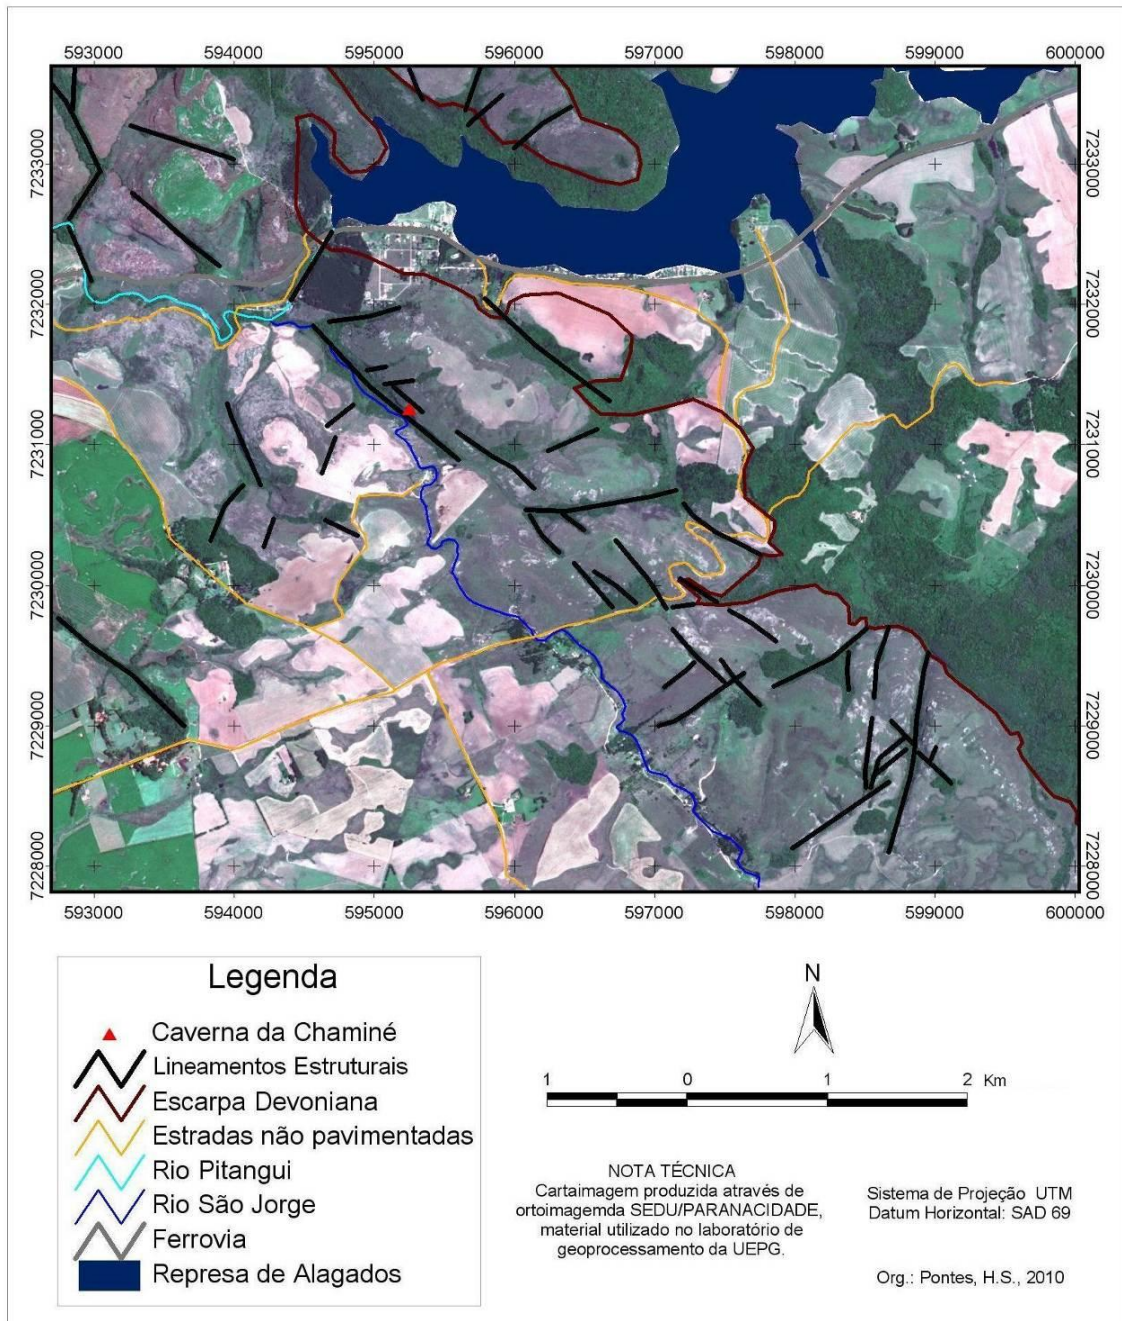 593000 594000 595000 596000 597000 598000 599000 600000
7233000
7232000
7231000
7230000
7229000
7228000
7233000
7232000
7231000
7230000
7229000
7228000
593000 594000 595000 596000 597000 598000 599000 600000
Legenda
Caverna da Chaminé
Lineamentos Estruturais
Escarpa Devoniana
Estradas não pavimentadas
Rio Pitangui
Rio São Jorge
Ferrovia
Represa de Alagados
N
1 0 1 2 Km
NOTA TÉCNICA
Cartaimagem produzida através de
ortoimagemda SEDU/PARANACIDADE,
material utilizado no laboratório de
geoprocessamento da UEPG.
Sistema de Projeção UTM
Datum Horizontal: SAD 69
Org.: Pontes, H.S., 2010